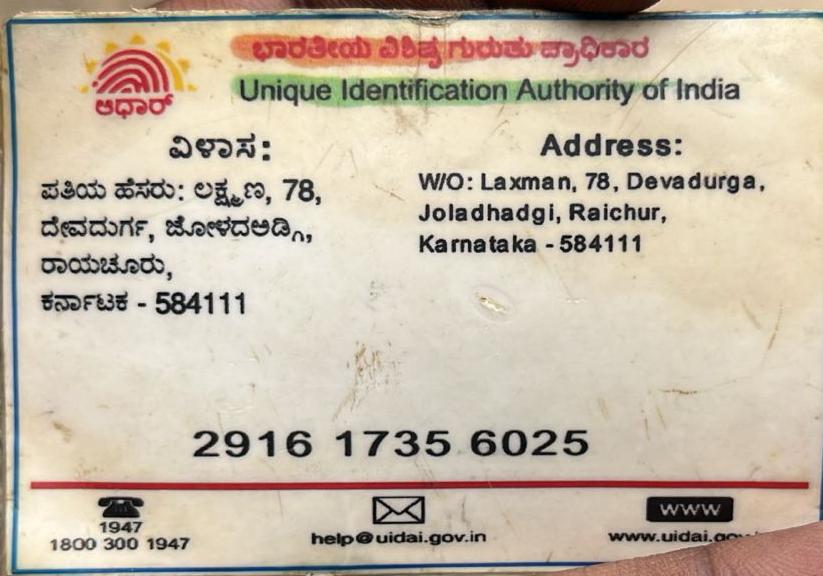 ಭಾರತೀಯ ವಿಶಿಷ್ಟ ಗುರುತು ಪ್ರಾಧಿಕಾರ
Unique Identification Authority of India
ಆಧಾರ್
ವಿಳಾಸ:
ಪತಿಯ ಹೆಸರು: ಲಕ್ಷ್ಮಣ, 78,
ದೇವದುರ್ಗ, ಜೋಳದಅಡ್ಗಿ,
ರಾಯಚೂರು,
ಕರ್ನಾಟಕ - 584111
Address:
W/O: Laxman, 78, Devadurga,
Joladhadgi, Raichur,
Karnataka - 584111
2916 1735 6025
1947
1800 300 1947
help@uidai.gov.in
www
www.uidai.gov